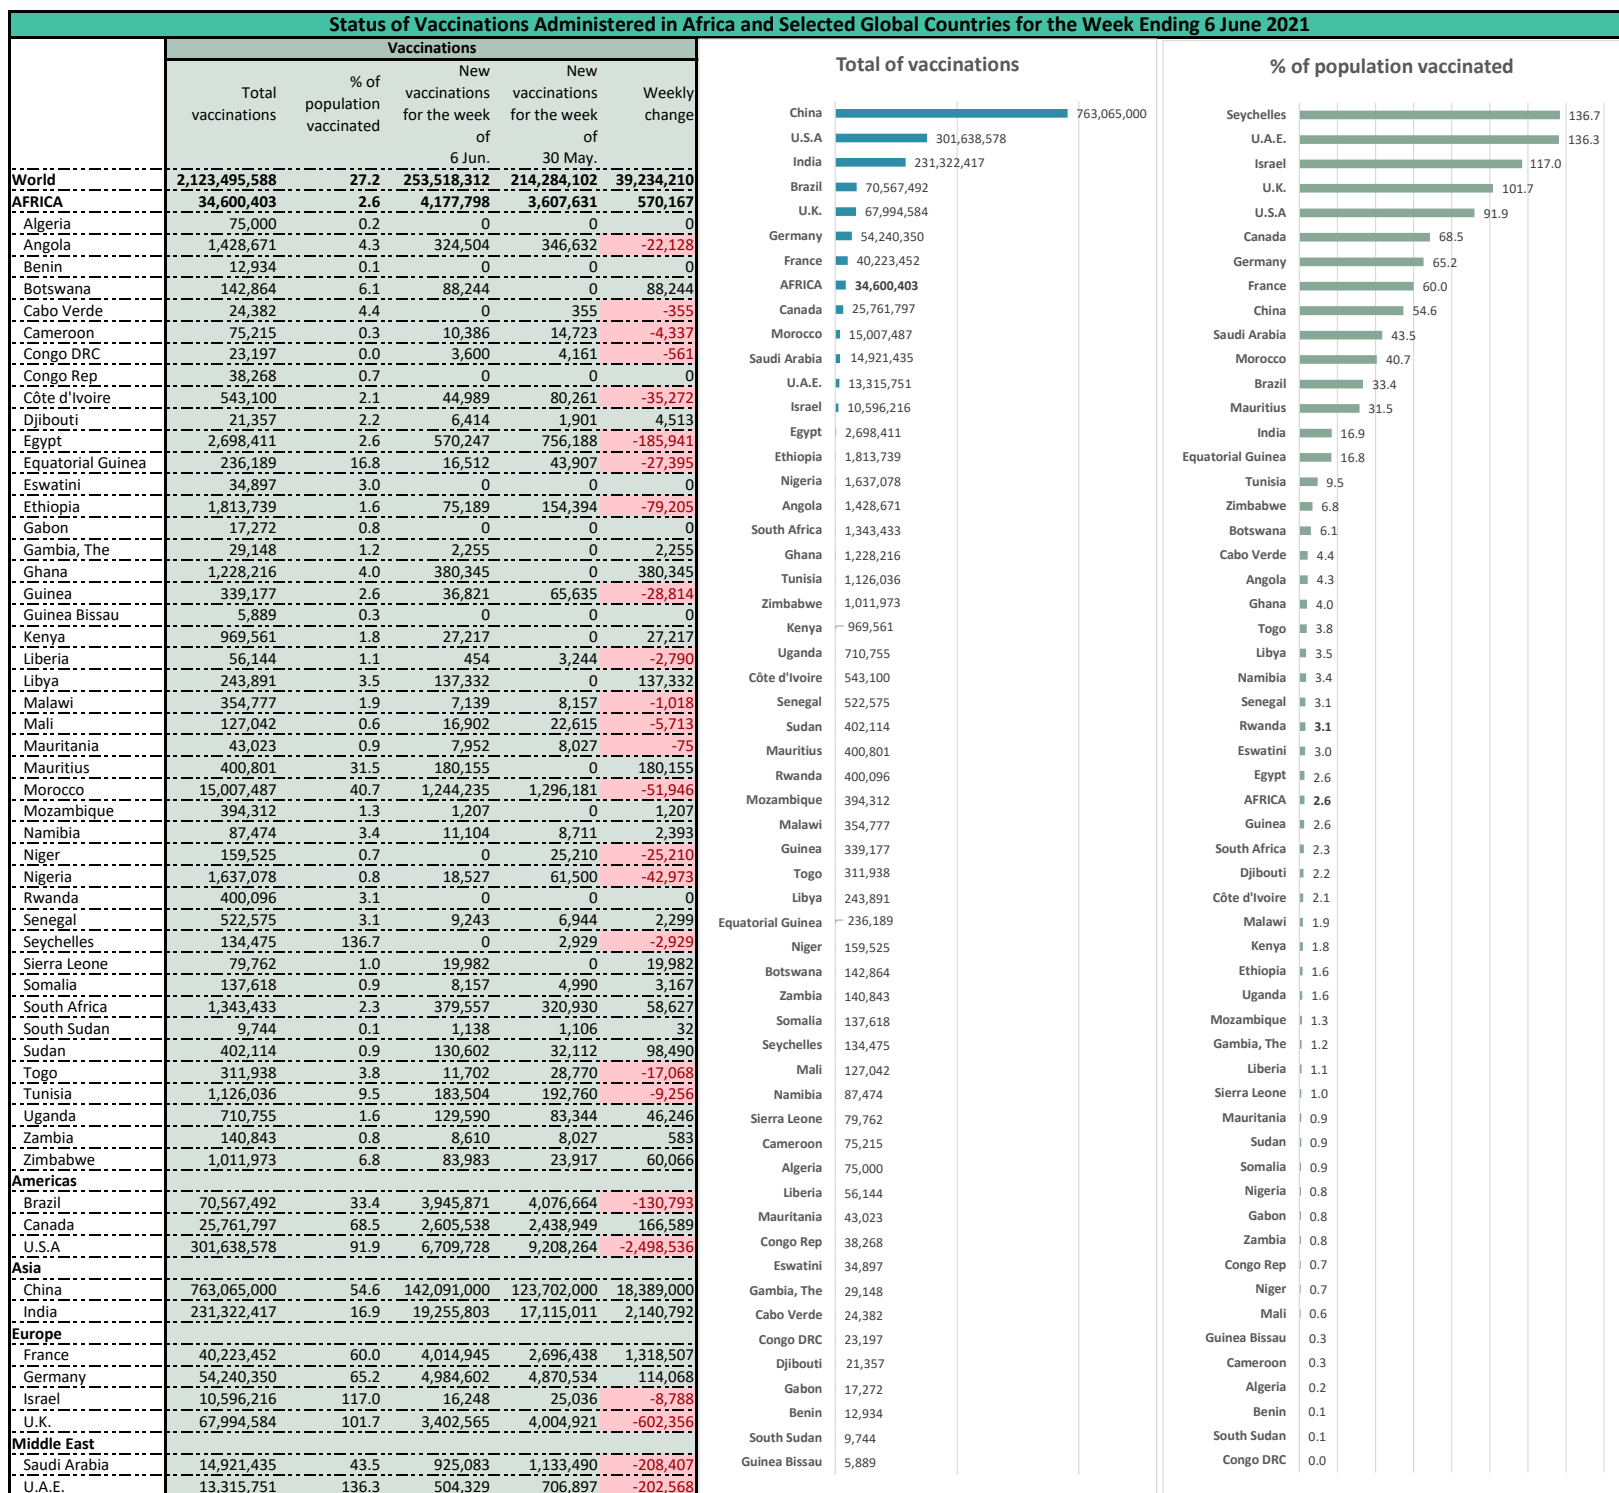 Status of Vaccinations Administered in Africa and Selected Global Countries for the Week Ending 6 June 2021
Vaccinations
Total vaccinations
% of population vaccinated
New vaccinations for the week of 6 Jun.
New vaccinations for the week of 30 May.
Weekly change
World 2,123,495,588 27.2 253,518,312 214,284,102 39,234,210
AFRICA 34,600,403 2.6 4,177,798 3,607,631 570,167
Algeria 75,000 0.2 0 0 0
Angola 1,428,671 4.3 324,504 346,632 -22,128
Benin 12,934 0.1 0 0 0
Botswana 142,864 6.1 88,244 0 88,244
Cabo Verde 24,382 4.4 0 355 -355
Cameroon 75,215 0.3 10,386 14,723 -4,337
Congo DRC 23,197 0.0 3,600 4,161 -561
Congo Rep 38,268 0.7 0 0 0
Côte d'Ivoire 543,100 2.1 44,989 80,261 -35,272
Djibouti 21,357 2.2 6,414 1,901 4,513
Egypt 2,698,411 2.6 570,247 756,188 -185,941
Equatorial Guinea 236,189 16.8 16,512 43,907 -27,395
Eswatini 34,897 3.0 0 0 0
Ethiopia 1,813,739 1.6 75,189 154,394 -79,205
Gabon 17,272 0.8 0 0 0
Gambia, The 29,148 1.2 2,255 0 2,255
Ghana 1,228,216 4.0 380,345 0 380,345
Guinea 339,177 2.6 36,821 65,635 -28,814
Guinea Bissau 5,889 0.3 0 0 0
Kenya 969,561 1.8 27,217 0 27,217
Liberia 56,144 1.1 454 3,244 -2,790
Libya 243,891 3.5 137,332 0 137,332
Malawi 354,777 1.9 7,139 8,157 -1,018
Mali 127,042 0.6 16,902 22,615 -5,713
Mauritania 43,023 0.9 7,952 8,027 -75
Mauritius 400,801 31.5 180,155 0 180,155
Morocco 15,007,487 40.7 1,244,235 1,296,181 -51,946
Mozambique 394,312 1.3 1,207 0 1,207
Namibia 87,474 3.4 11,104 8,711 2,393
Niger 159,525 0.7 0 25,210 -25,210
Nigeria 1,637,078 0.8 18,527 61,500 -42,973
Rwanda 400,096 3.1 0 0 0
Senegal 522,575 3.1 9,243 6,944 2,299
Seychelles 134,475 136.7 0 2,929 -2,929
Sierra Leone 79,762 1.0 19,982 0 19,982
Somalia 137,618 0.9 8,157 4,990 3,167
South Africa 1,343,433 2.3 379,557 320,930 58,627
South Sudan 9,744 0.1 1,138 1,106 32
Sudan 402,114 0.9 130,602 32,112 98,490
Togo 311,938 3.8 11,702 28,770 -17,068
Tunisia 1,126,036 9.5 183,504 192,760 -9,256
Uganda 710,755 1.6 129,590 83,344 46,246
Zambia 140,843 0.8 8,610 8,027 583
Zimbabwe 1,011,973 6.8 83,983 23,917 60,066
Americas
Brazil 70,567,492 33.4 3,945,871 4,076,664 -130,793
Canada 25,761,797 68.5 2,605,538 2,438,949 166,589
U.S.A 301,638,578 91.9 6,709,728 9,208,264 -2,498,536
Asia
China 763,065,000 54.6 142,091,000 123,702,000 18,389,000
India 231,322,417 16.9 19,255,803 17,115,011 2,140,792
Europe
France 40,223,452 60.0 4,014,945 2,696,438 1,318,507
Germany 54,240,350 65.2 4,984,602 4,870,534 114,068
Israel 10,596,216 117.0 16,248 25,036 -8,788
U.K. 67,994,584 101.7 3,402,565 4,004,921 -602,356
Middle East
Saudi Arabia 14,921,435 43.5 925,083 1,133,490 -208,407
U.A.E. 13,315,751 136.3 504,329 706,897 -202,568
Total of vaccinations
China 763,065,000
U.S.A 301,638,578
India 231,322,417
Brazil 70,567,492
U.K. 67,994,584
Germany 54,240,350
France 40,223,452
AFRICA 34,600,403
Canada 25,761,797
Morocco 15,007,487
Saudi Arabia 14,921,435
U.A.E. 13,315,751
Israel 10,596,216
Egypt 2,698,411
Ethiopia 1,813,739
Nigeria 1,637,078
Angola 1,428,671
South Africa 1,343,433
Ghana 1,228,216
Tunisia 1,126,036
Zimbabwe 1,011,973
Kenya 969,561
Uganda 710,755
Côte d'Ivoire 543,100
Senegal 522,575
Sudan 402,114
Mauritius 400,801
Rwanda 400,096
Mozambique 394,312
Malawi 354,777
Guinea 339,177
Togo 311,938
Libya 243,891
Equatorial Guinea 236,189
Niger 159,525
Botswana 142,864
Zambia 140,843
Somalia 137,618
Seychelles 134,475
Mali 127,042
Namibia 87,474
Sierra Leone 79,762
Cameroon 75,215
Algeria 75,000
Liberia 56,144
Mauritania 43,023
Congo Rep 38,268
Eswatini 34,897
Gambia, The 29,148
Cabo Verde 24,382
Congo DRC 23,197
Djibouti 21,357
Gabon 17,272
Benin 12,934
South Sudan 9,744
Guinea Bissau 5,889
% of population vaccinated
Seychelles 136.7
U.A.E. 136.3
Israel 117.0
U.K. 101.7
U.S.A 91.9
Canada 68.5
Germany 65.2
France 60.0
China 54.6
Saudi Arabia 43.5
Morocco 40.7
Brazil 33.4
Mauritius 31.5
India 16.9
Equatorial Guinea 16.8
Tunisia 9.5
Zimbabwe 6.8
Botswana 6.1
Cabo Verde 4.4
Angola 4.3
Ghana 4.0
Togo 3.8
Libya 3.5
Namibia 3.4
Senegal 3.1
Rwanda 3.1
Eswatini 3.0
Egypt 2.6
AFRICA 2.6
Guinea 2.6
South Africa 2.3
Djibouti 2.2
Côte d'Ivoire 2.1
Malawi 1.9
Kenya 1.8
Ethiopia 1.6
Uganda 1.6
Mozambique 1.3
Gambia, The 1.2
Liberia 1.1
Sierra Leone 1.0
Mauritania 0.9
Sudan 0.9
Somalia 0.9
Nigeria 0.8
Gabon 0.8
Zambia 0.8
Congo Rep 0.7
Niger 0.7
Mali 0.6
Guinea Bissau 0.3
Cameroon 0.3
Algeria 0.2
Benin 0.1
South Sudan 0.1
Congo DRC 0.0